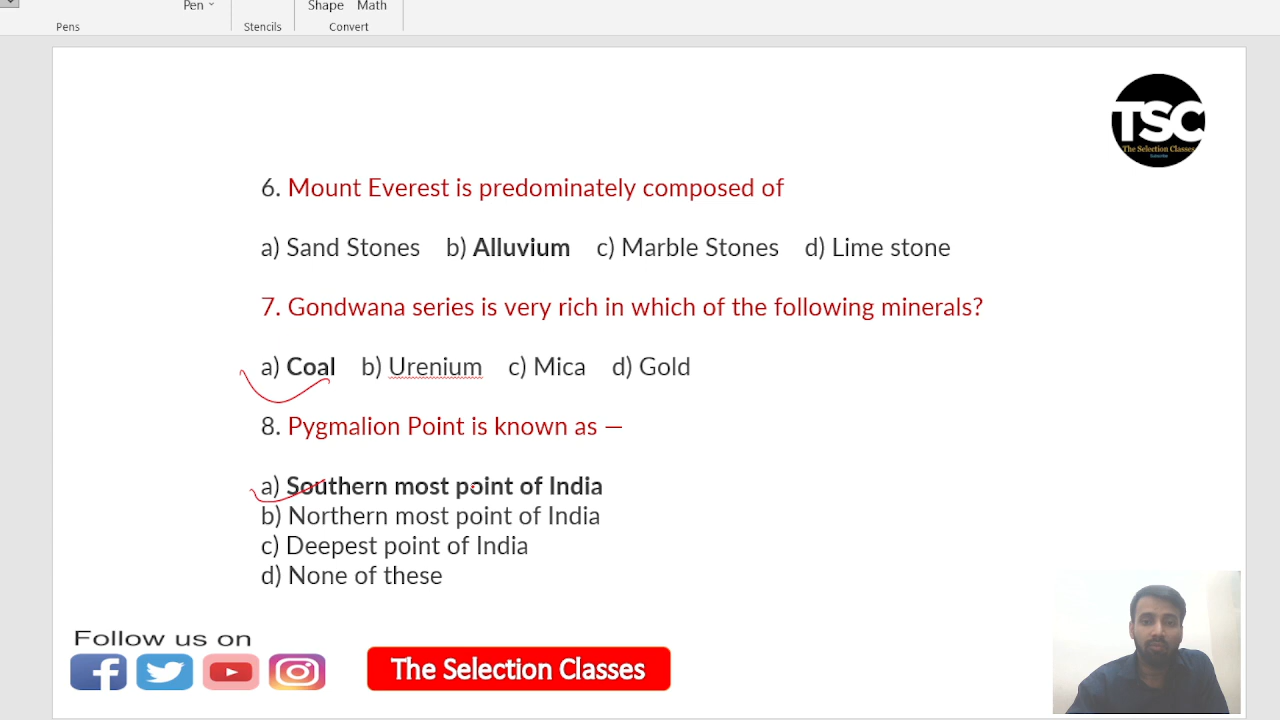 Pen
Shape Math
Pens
Stencils
Convert
TSC
The Selection Classes
Subscribe
6. Mount Everest is predominately composed of
a) Sand Stones b) Alluvium c) Marble Stones d) Lime stone
7. Gondwana series is very rich in which of the following minerals?
a) Coal b) Urenium c) Mica d) Gold
8. Pygmalion Point is known as —
a) Southern most point of India
b) Northern most point of India
c) Deepest point of India
d) None of these
Follow us on
The Selection Classes